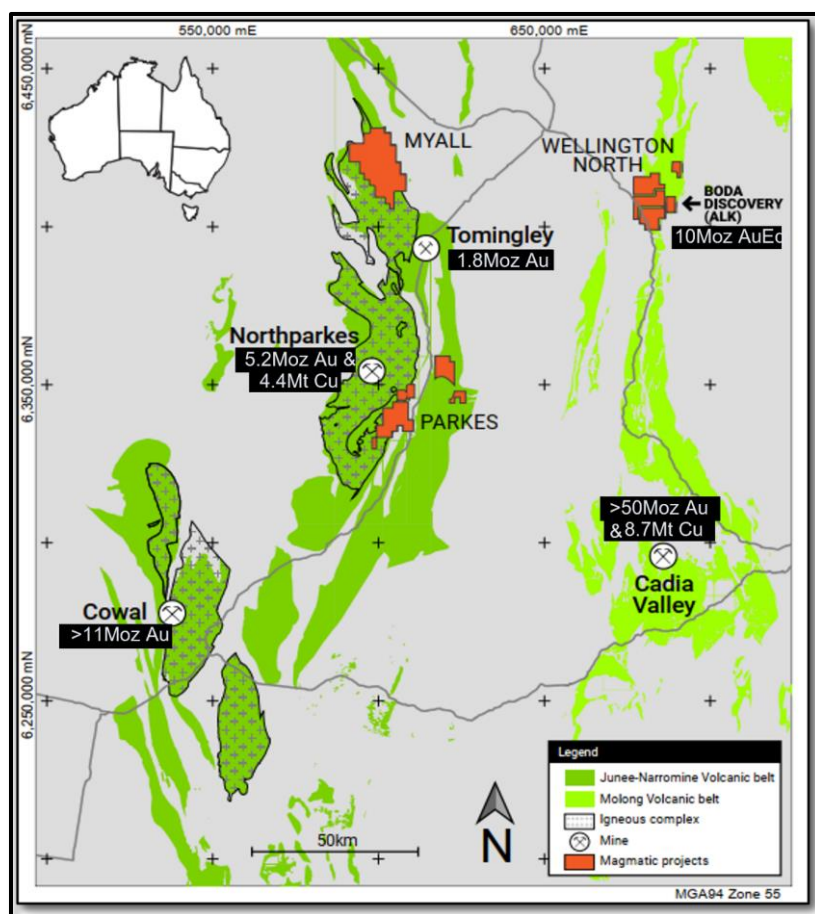 550,000 mE
650,000 mE
6,450,000 mN
MYALL
WELLINGTON
NORTH
BODA
DISCOVERY
(ALK)
10Moz AuEq
Tomingley
1.8Moz Au
Northparkes
5.2Moz Au &
4.4Mt Cu
6,350,000 mN
PARKES
>50Moz Au
&8.7Mt Cu
Cadia
Valley
Cowal
>11Moz Au
6,250,000 mN
N
50km
Legend
Junee-Narromine Volcanic belt
Molong Volcanic belt
Igneous complex
Mine
Magmatic projects
MGA94 Zone 55